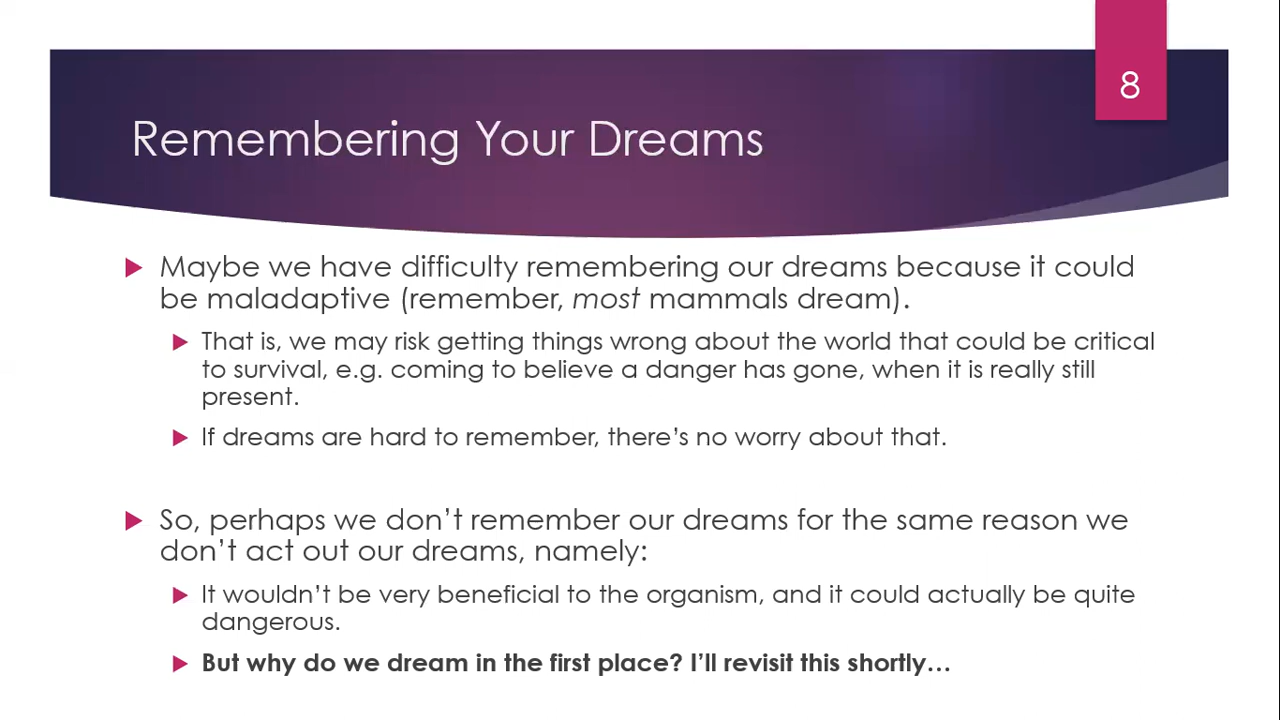 8
Remembering Your Dreams
Maybe we have difficulty remembering our dreams because it could
be maladaptive (remember, most mammals dream).
That is, we may risk getting things wrong about the world that could be critical
to survival, e.g. coming to believe a danger has gone, when it is really still
present.
If dreams are hard to remember, there’s no worry about that.
So, perhaps we don’t remember our dreams for the same reason we
don’t act out our dreams, namely:
It wouldn’t be very beneficial to the organism, and it could actually be quite
dangerous.
But why do we dream in the first place? I’ll revisit this shortly…